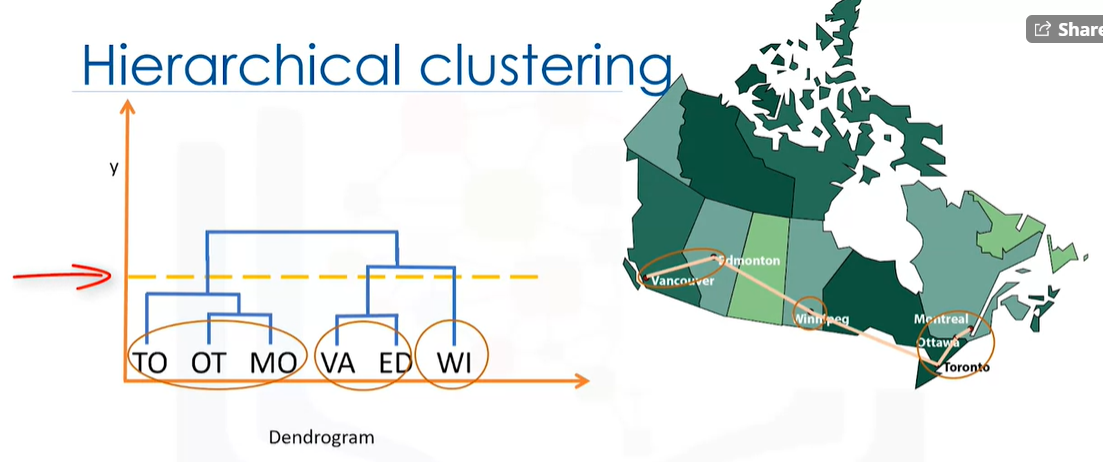 Share
Hierarchical clustering
y
TO OT MO VA ED WI
Dendrogram
Edmonton
Vancouver
Winnipeg
Montreal
Ottawa
Toronto